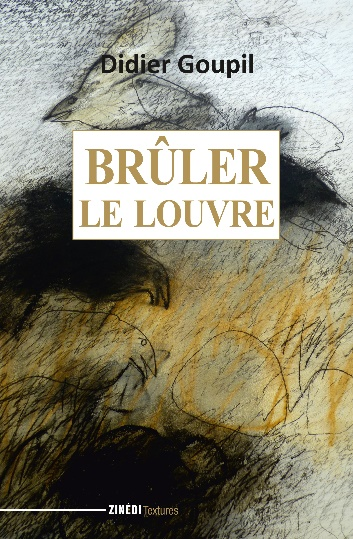 Didier Goupil
BRÛLER
LE LOUVRE
ZINÉDI Textures